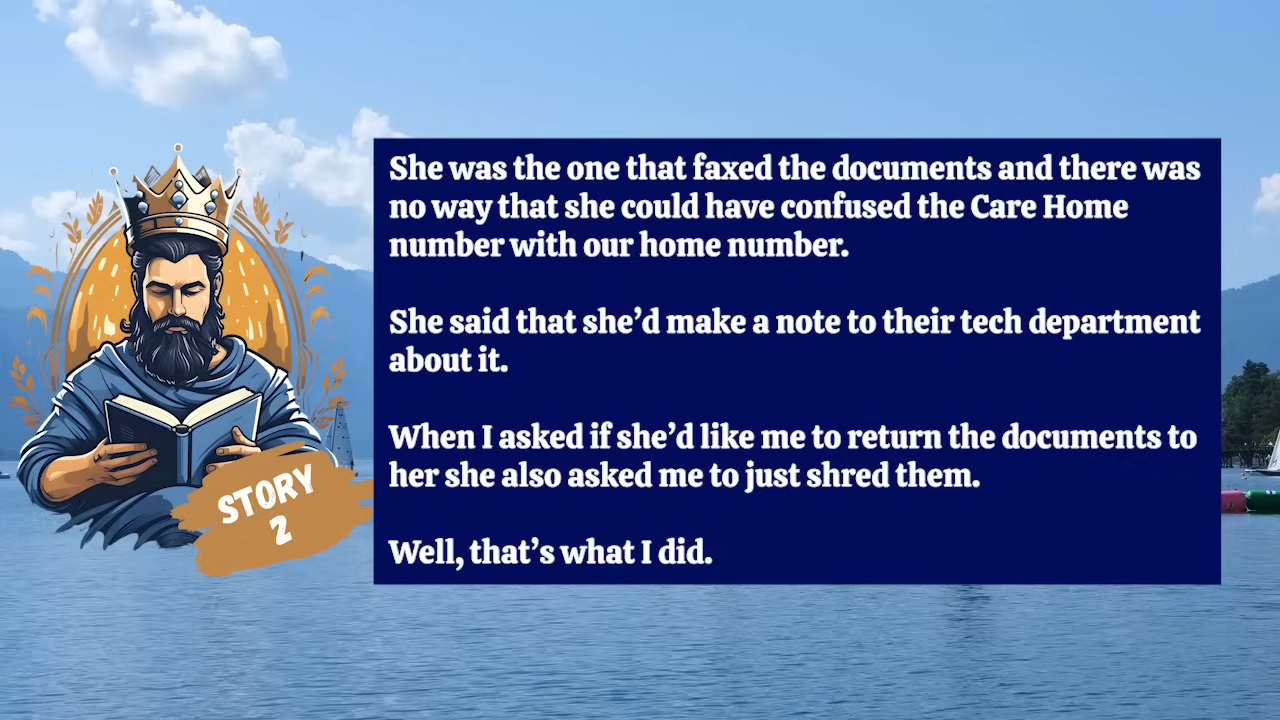 She was the one that faxed the documents and there was
no way that she could have confused the Care Home
number with our home number.
She said that she’d make a note to their tech department
about it.
When I asked if she’d like me to return the documents to
her she also asked me to just shred them.
Well, that’s what I did.
STORY
2